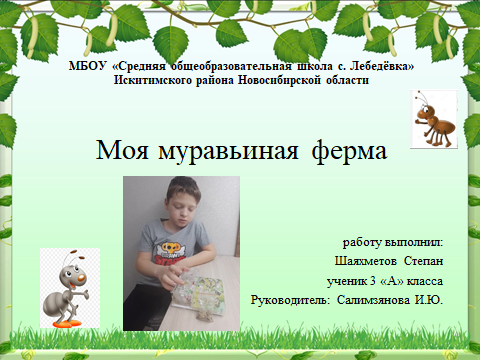 МБОУ «Средняя общеобразовательная школа с. Лебедёвка»
Искитимского района Новосибирской области
Моя муравьиная ферма
работу выполнил:
Шаяхметов Степан
ученик 3 «А» класса
Руководитель: Салимзянова И.Ю.